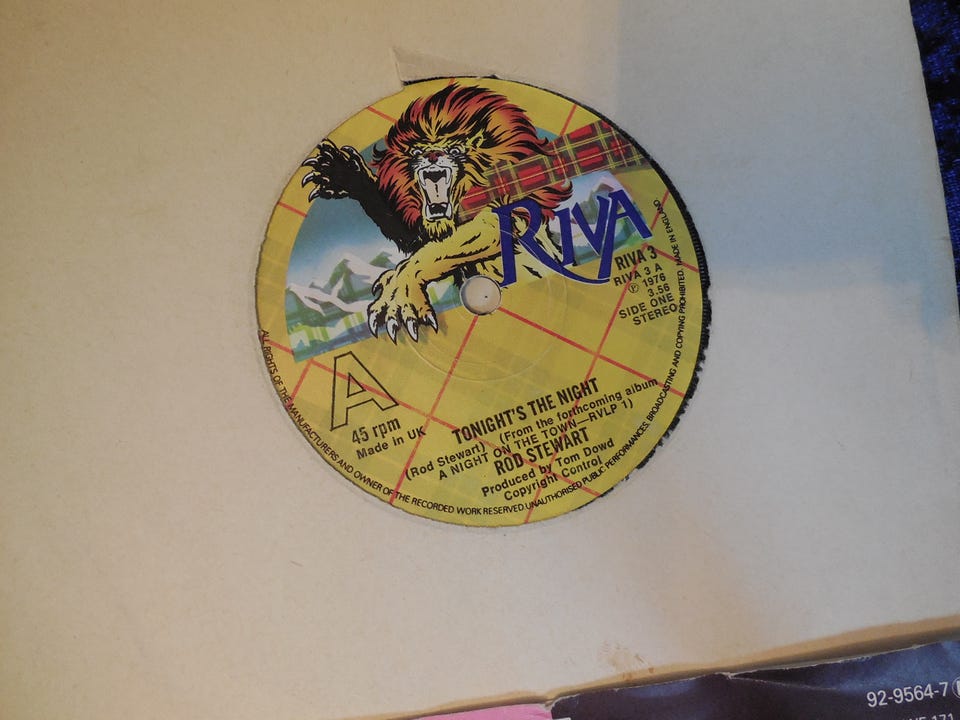 RIVA
RIVA 3
RIVA 3 A
℗ 1976
3.56
SIDE ONE
STEREO
A
45 rpm
Made in UK
TONIGHT'S THE NIGHT
(Rod Stewart) (From the forthcoming album
A NIGHT ON THE TOWN—RVLP 1)
ROD STEWART
Produced by Tom Dowd
Copyright Control
ALL RIGHTS OF THE MANUFACTURERS AND OWNER OF THE RECORDED WORK RESERVED. UNAUTHORISED PUBLIC PERFORMANCES, BROADCASTING AND COPYING PROHIBITED. MADE IN ENGLAND
92-9564-7
171